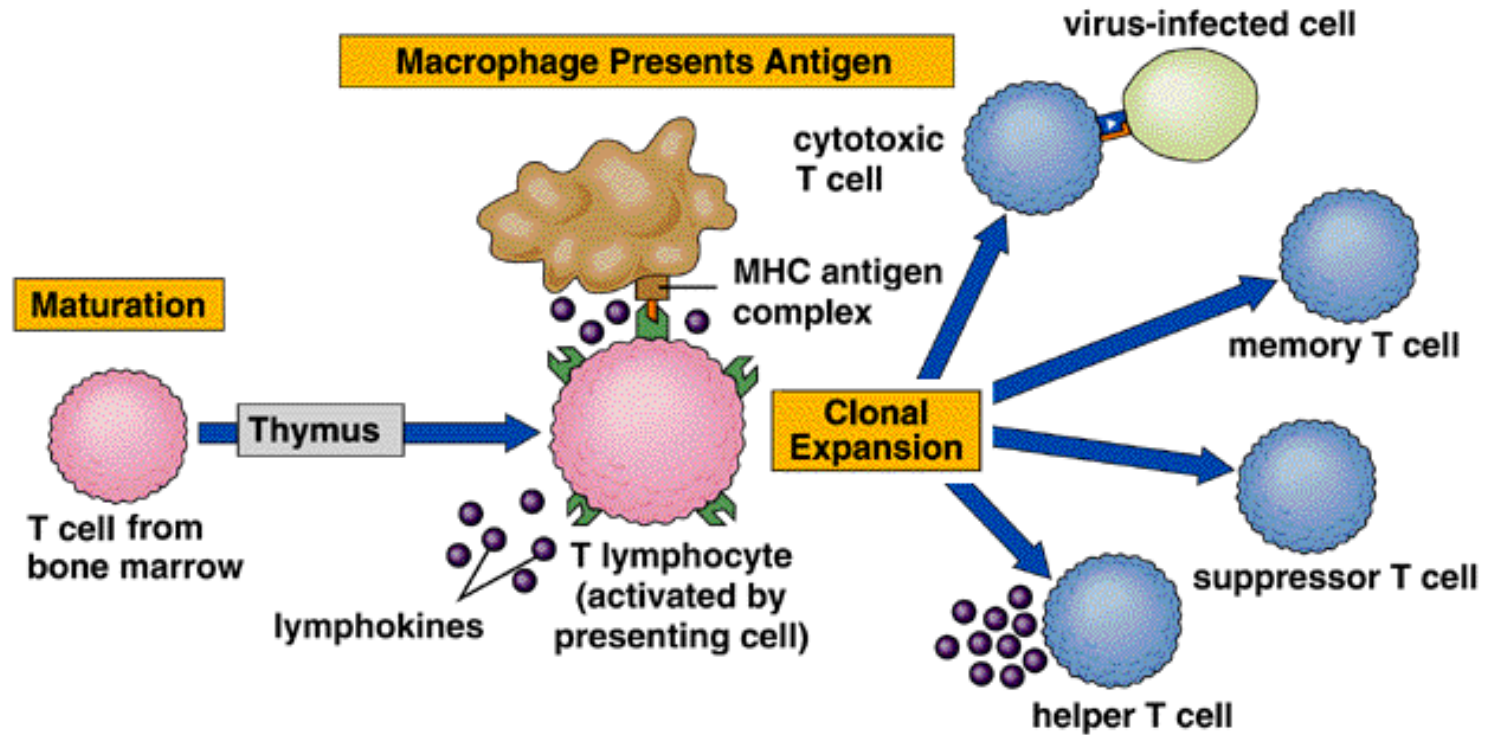 virus-infected cell
Macrophage Presents Antigen
cytotoxic
T cell
MHC antigen
complex
Maturation
memory T cell
Thymus
Clonal
Expansion
T cell from
bone marrow
T lymphocyte
(activated by
presenting cell)
lymphokines
suppressor T cell
helper T cell